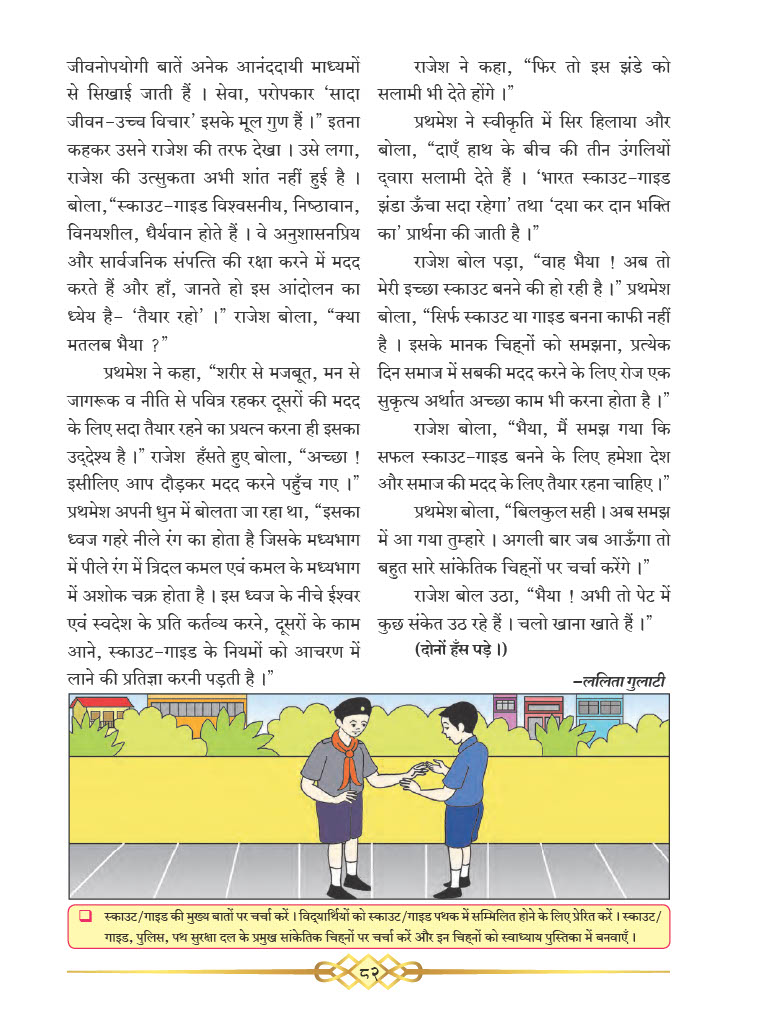 जीवनोपयोगी बातें अनेक आनंददायी माध्यमों
से सिखाई जाती हैं । सेवा, परोपकार ‘सादा
जीवन-उच्च विचार’ इसके मूल गुण हैं ।” इतना
कहकर उसने राजेश की तरफ देखा । उसे लगा,
राजेश की उत्सुकता अभी शांत नहीं हुई है ।
बोला,“स्काउट-गाइड विश्वसनीय, निष्ठावान,
विनयशील, धैर्यवान होते हैं । वे अनुशासनप्रिय
और सार्वजनिक संपत्ति की रक्षा करने में मदद
करते हैं और हाँ, जानते हो इस आंदोलन का
ध्येय है- ‘तैयार रहो’ ।” राजेश बोला, “क्या
मतलब भैया ?”
प्रथमेश ने कहा, “शरीर से मजबूत, मन से
जागरूक व नीति से पवित्र रहकर दूसरों की मदद
के लिए सदा तैयार रहने का प्रयत्न करना ही इसका
उद्देश्य है ।” राजेश हँसते हुए बोला, “अच्छा !
इसीलिए आप दौड़कर मदद करने पहुँच गए ।”
प्रथमेश अपनी धुन में बोलता जा रहा था, “इसका
ध्वज गहरे नीले रंग का होता है जिसके मध्यभाग
में पीले रंग में त्रिदल कमल एवं कमल के मध्यभाग
में अशोक चक्र होता है । इस ध्वज के नीचे ईश्वर
एवं स्वदेश के प्रति कर्तव्य करने, दूसरों के काम
आने, स्काउट-गाइड के नियमों को आचरण में
लाने की प्रतिज्ञा करनी पड़ती है ।”
राजेश ने कहा, “फिर तो इस झंडे को
सलामी भी देते होंगे ।”
प्रथमेश ने स्वीकृति में सिर हिलाया और
बोला, “दाएँ हाथ के बीच की तीन उंगलियों
द्वारा सलामी देते हैं । ‘भारत स्काउट-गाइड
झंडा ऊँचा सदा रहेगा’ तथा ‘दया कर दान भक्ति
का’ प्रार्थना की जाती है ।”
राजेश बोल पड़ा, “वाह भैया ! अब तो
मेरी इच्छा स्काउट बनने की हो रही है ।” प्रथमेश
बोला, “सिर्फ स्काउट या गाइड बनना काफी नहीं
है । इसके मानक चिह्नों को समझना, प्रत्येक
दिन समाज में सबकी मदद करने के लिए रोज एक
सुकृत्य अर्थात अच्छा काम भी करना होता है ।”
राजेश बोला, “भैया, मैं समझ गया कि
सफल स्काउट-गाइड बनने के लिए हमेशा देश
और समाज की मदद के लिए तैयार रहना चाहिए ।”
प्रथमेश बोला, “बिलकुल सही । अब समझ
में आ गया तुम्हारे । अगली बार जब आऊँगा तो
बहुत सारे सांकेतिक चिह्नों पर चर्चा करेंगे ।”
राजेश बोल उठा, “भैया ! अभी तो पेट में
कुछ संकेत उठ रहे हैं । चलो खाना खाते हैं ।”
(दोनों हँस पड़े ।)
–ललिता गुलाटी
❑ स्काउट/गाइड की मुख्य बातों पर चर्चा करें । विद्यार्थियों को स्काउट/गाइड पथक में सम्मिलित होने के लिए प्रेरित करें । स्काउट/
गाइड, पुलिस, पथ सुरक्षा दल के प्रमुख सांकेतिक चिह्नों पर चर्चा करें और इन चिह्नों को स्वाध्याय पुस्तिका में बनवाएँ ।
८२